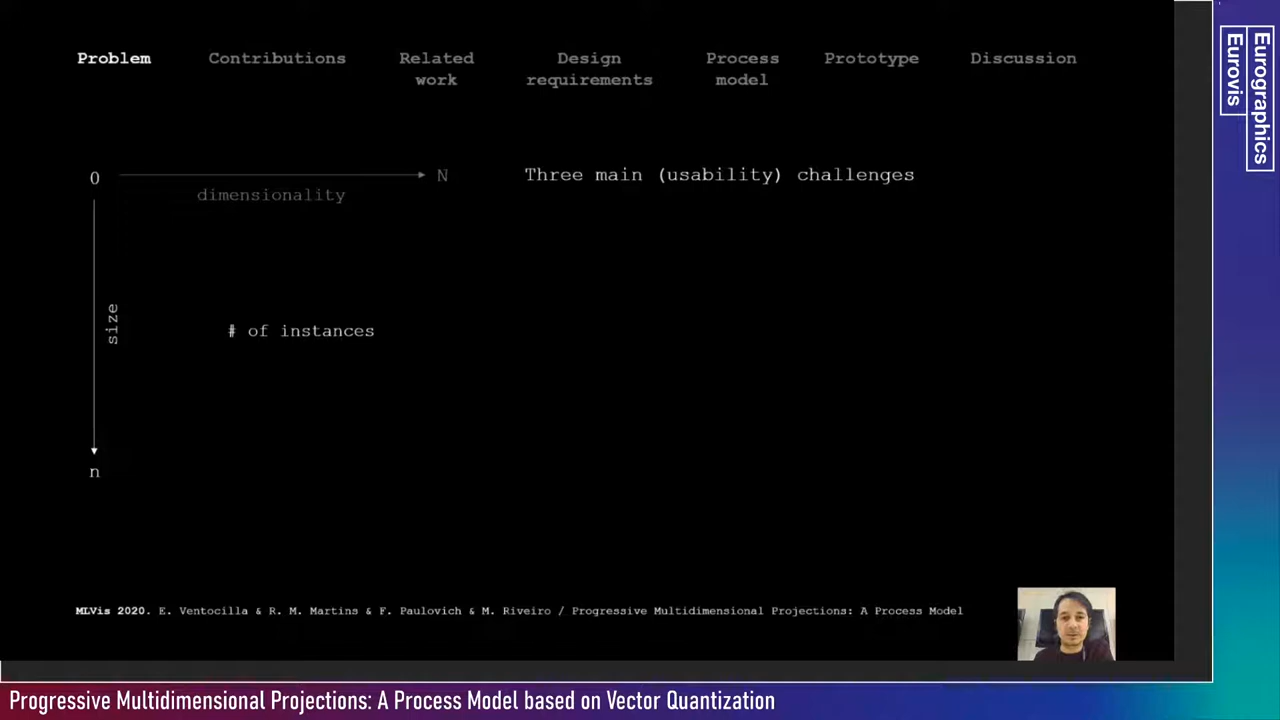 Problem
Contributions
Related
work
Design
requirements
Process
model
Prototype
Discussion
0
N
dimensionality
Three main (usability) challenges
size
# of instances
n
MLVis 2020. E. Ventocilla & R. M. Martins & F. Paulovich & M. Riveiro / Progressive Multidimensional Projections: A Process Model
Eurographics
Eurovis
Progressive Multidimensional Projections: A Process Model based on Vector Quantization